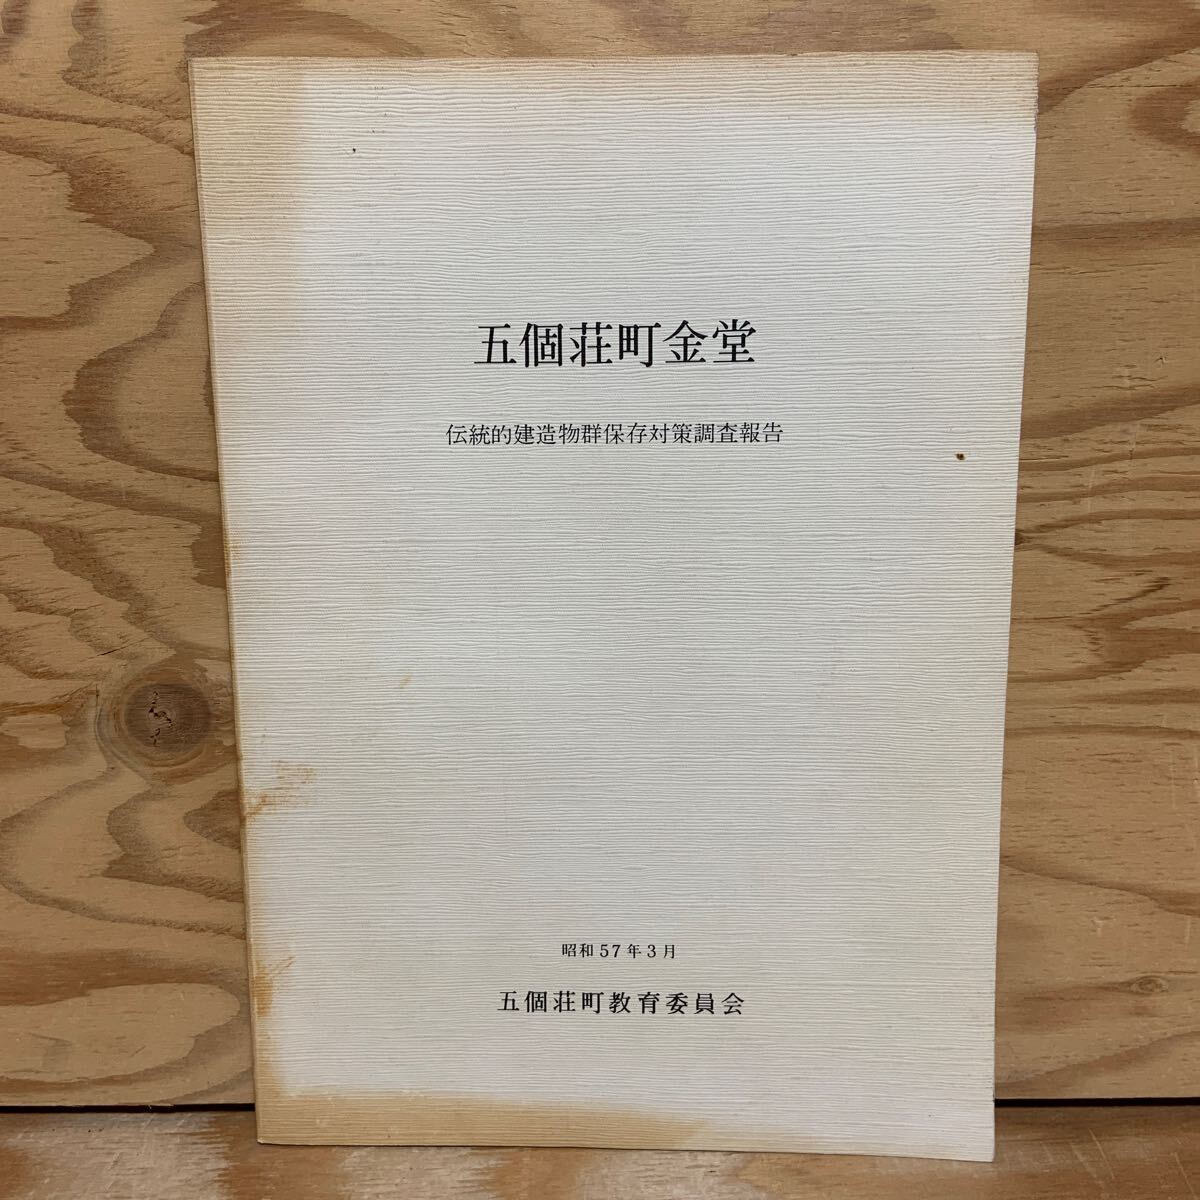 五個荘町金堂
伝統的建造物群保存対策調査報告
昭和57年3月
五個荘町教育委員会